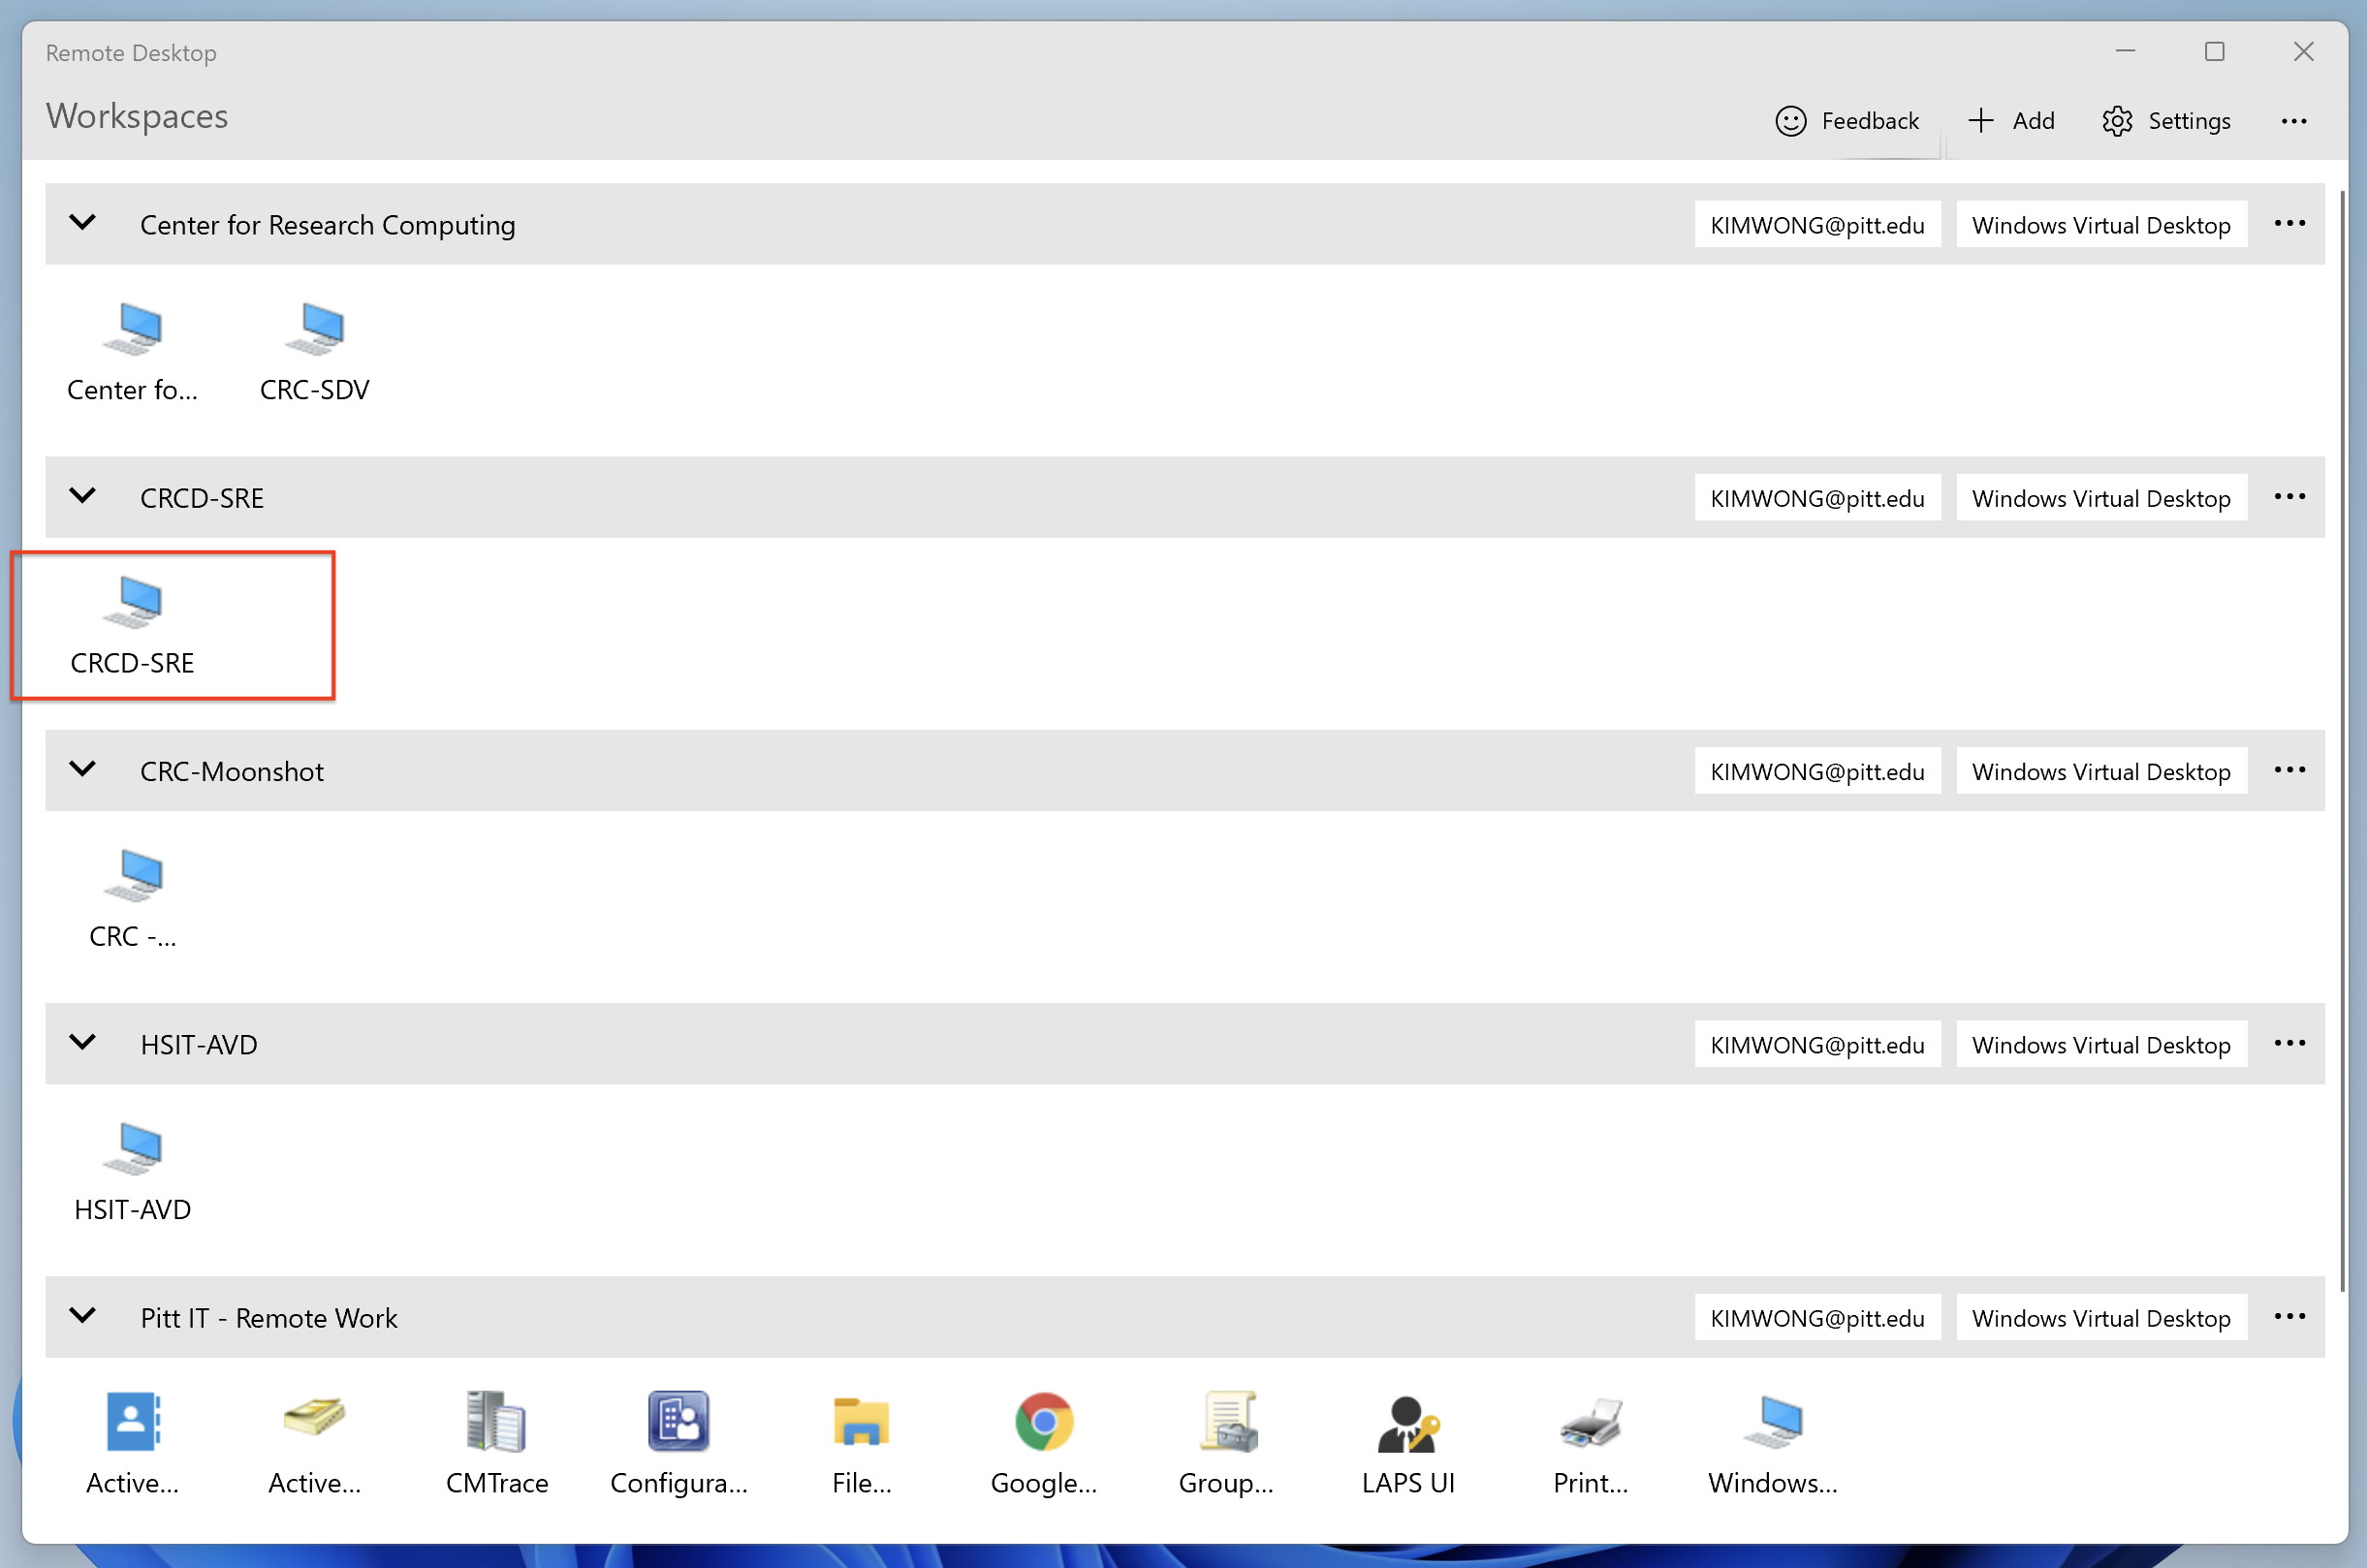 Remote Desktop
Workspaces
Feedback
Add
Settings
Center for Research Computing
KIMWONG@pitt.edu
Windows Virtual Desktop
Center fo...
CRC-SDV
CRCD-SRE
KIMWONG@pitt.edu
Windows Virtual Desktop
CRCD-SRE
CRC-Moonshot
KIMWONG@pitt.edu
Windows Virtual Desktop
CRC -...
HSIT-AVD
KIMWONG@pitt.edu
Windows Virtual Desktop
HSIT-AVD
Pitt IT - Remote Work
KIMWONG@pitt.edu
Windows Virtual Desktop
Active...
Active...
CMTrace
Configura...
File...
Google...
Group...
LAPS UI
Print...
Windows...